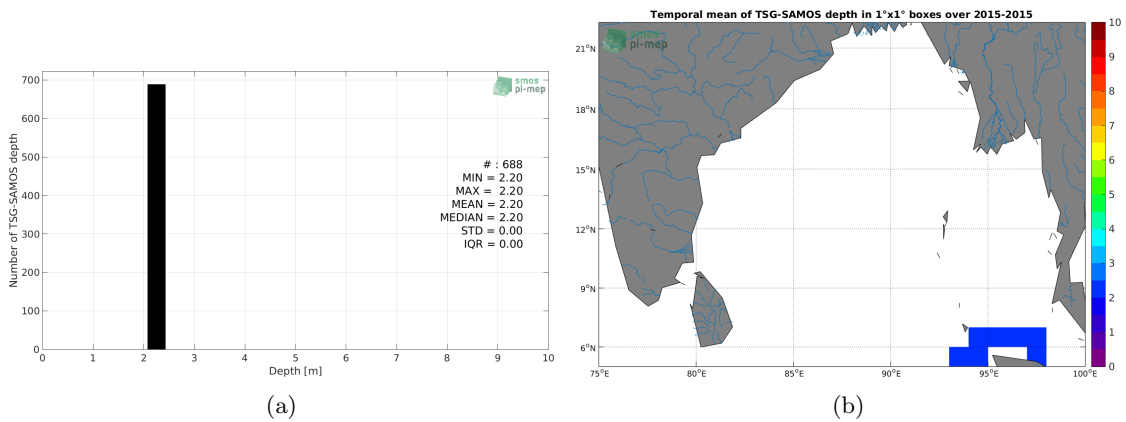 smos
pi-mep
700
600
500
400
300
200
100
0
Number of TSG-SAMOS depth
# : 688
MIN = 2.20
MAX = 2.20
MEAN = 2.20
MEDIAN = 2.20
STD = 0.00
IQR = 0.00
0 1 2 3 4 5 6 7 8 9 10
Depth [m]
(a)
Temporal mean of TSG-SAMOS depth in 1°x1° boxes over 2015-2015
smos
pi-mep
21°N
18°N
15°N
12°N
9°N
6°N
75°E 80°E 85°E 90°E 95°E 100°E
10
9
8
7
6
5
4
3
2
1
0
(b)